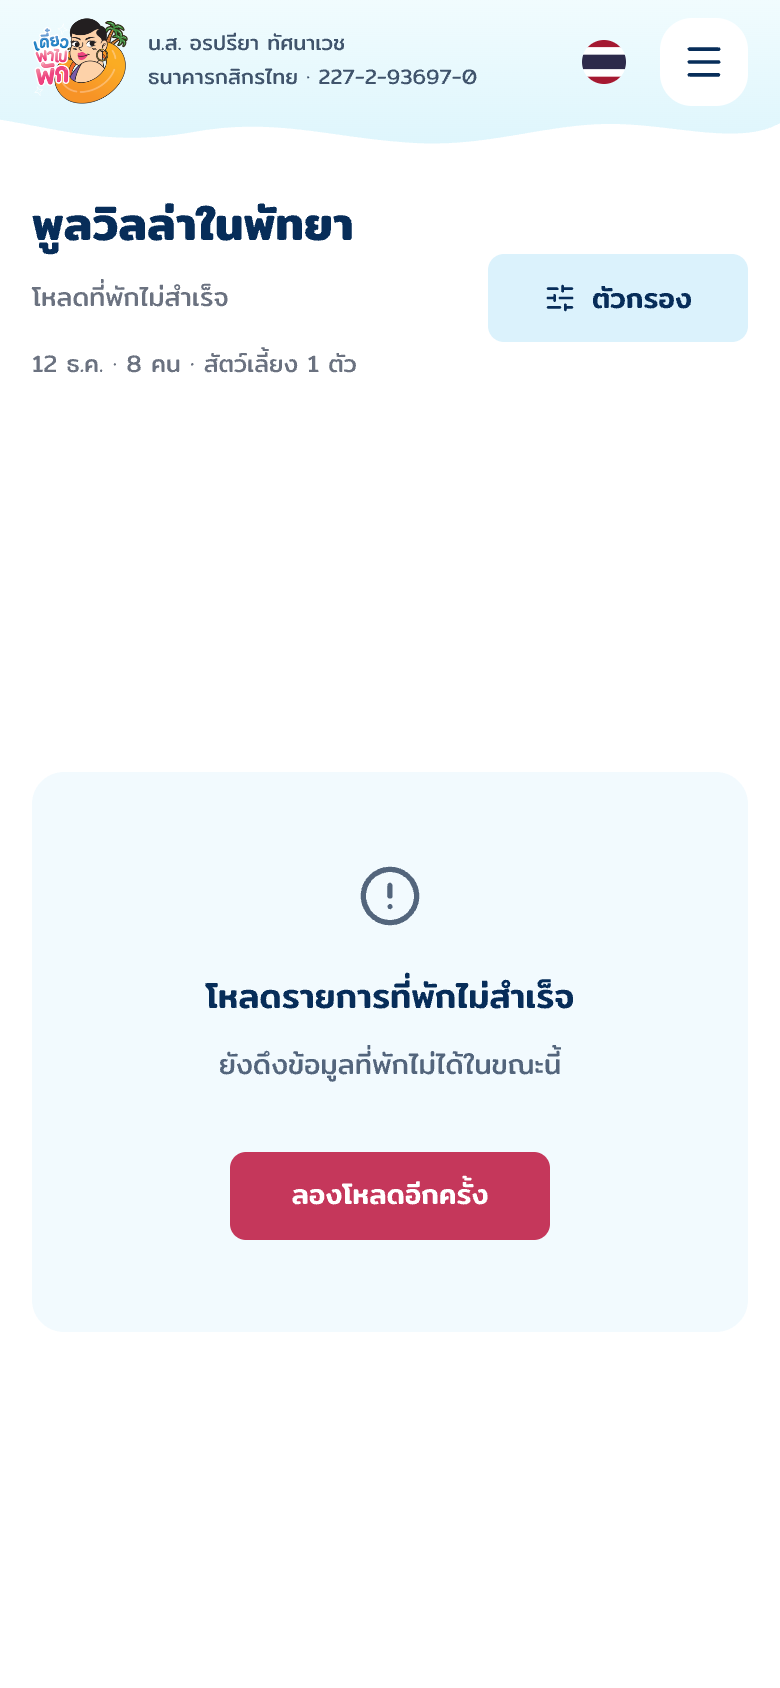 เดี๋ยว
พาไป
พัก
น.ส. อรปรียา ทัศนาเวช
ธนาคารกสิกรไทย · 227-2-93697-0
พูลวิลล่าในพัทยา
โหลดที่พักไม่สำเร็จ
ตัวกรอง
12 ธ.ค. · 8 คน · สัตว์เลี้ยง 1 ตัว
โหลดรายการที่พักไม่สำเร็จ
ยังดึงข้อมูลที่พักไม่ได้ในขณะนี้
ลองโหลดอีกครั้ง